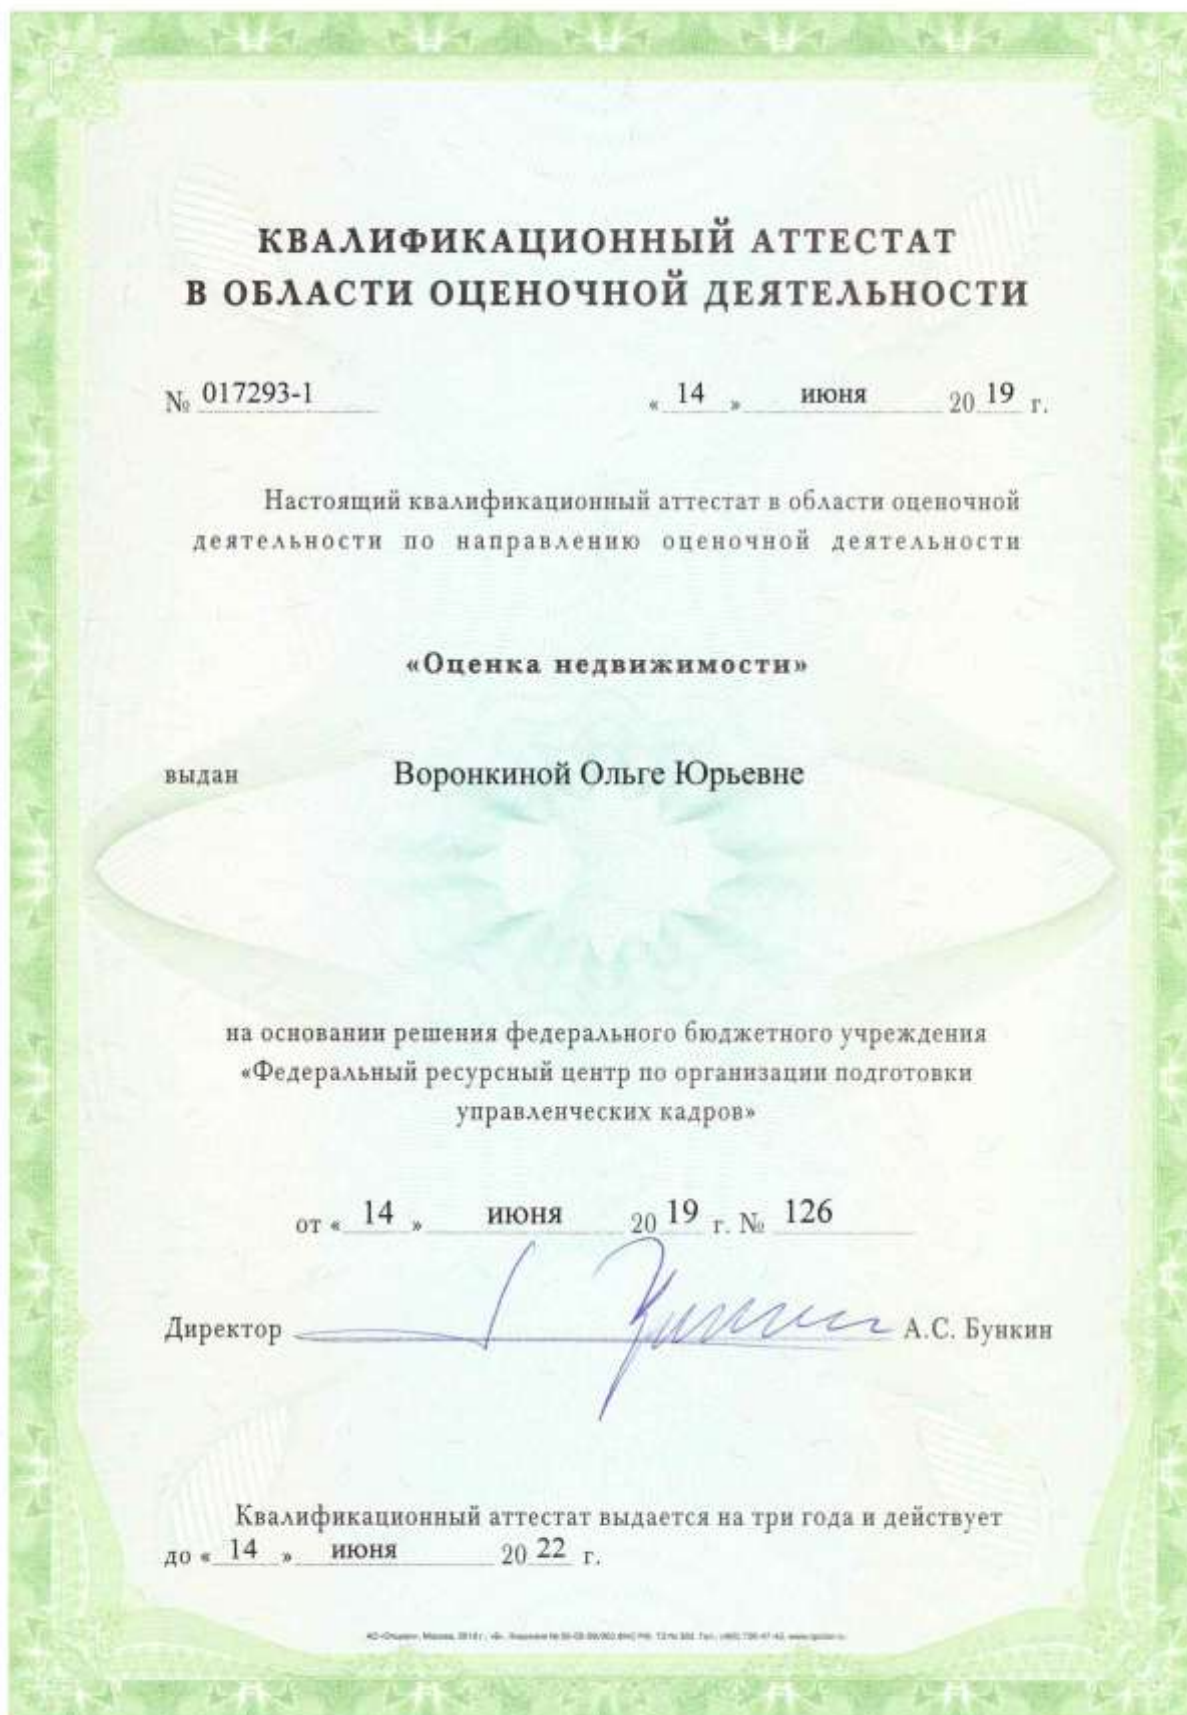 КВАЛИФИКАЦИОННЫЙ АТТЕСТАТ
В ОБЛАСТИ ОЦЕНОЧНОЙ ДЕЯТЕЛЬНОСТИ
№ 017293-1 « 14 » июня 20 19 г.
Настоящий квалификационный аттестат в области оценочной
деятельности по направлению оценочной деятельности
«Оценка недвижимости»
выдан Воронкиной Ольге Юрьевне
на основании решения федерального бюджетного учреждения
«Федеральный ресурсный центр по организации подготовки
управленческих кадров»
от « 14 » июня 20 19 г. № 126
Директор А.С. Бункин
Квалификационный аттестат выдается на три года и действует
до « 14 » июня 20 22 г.